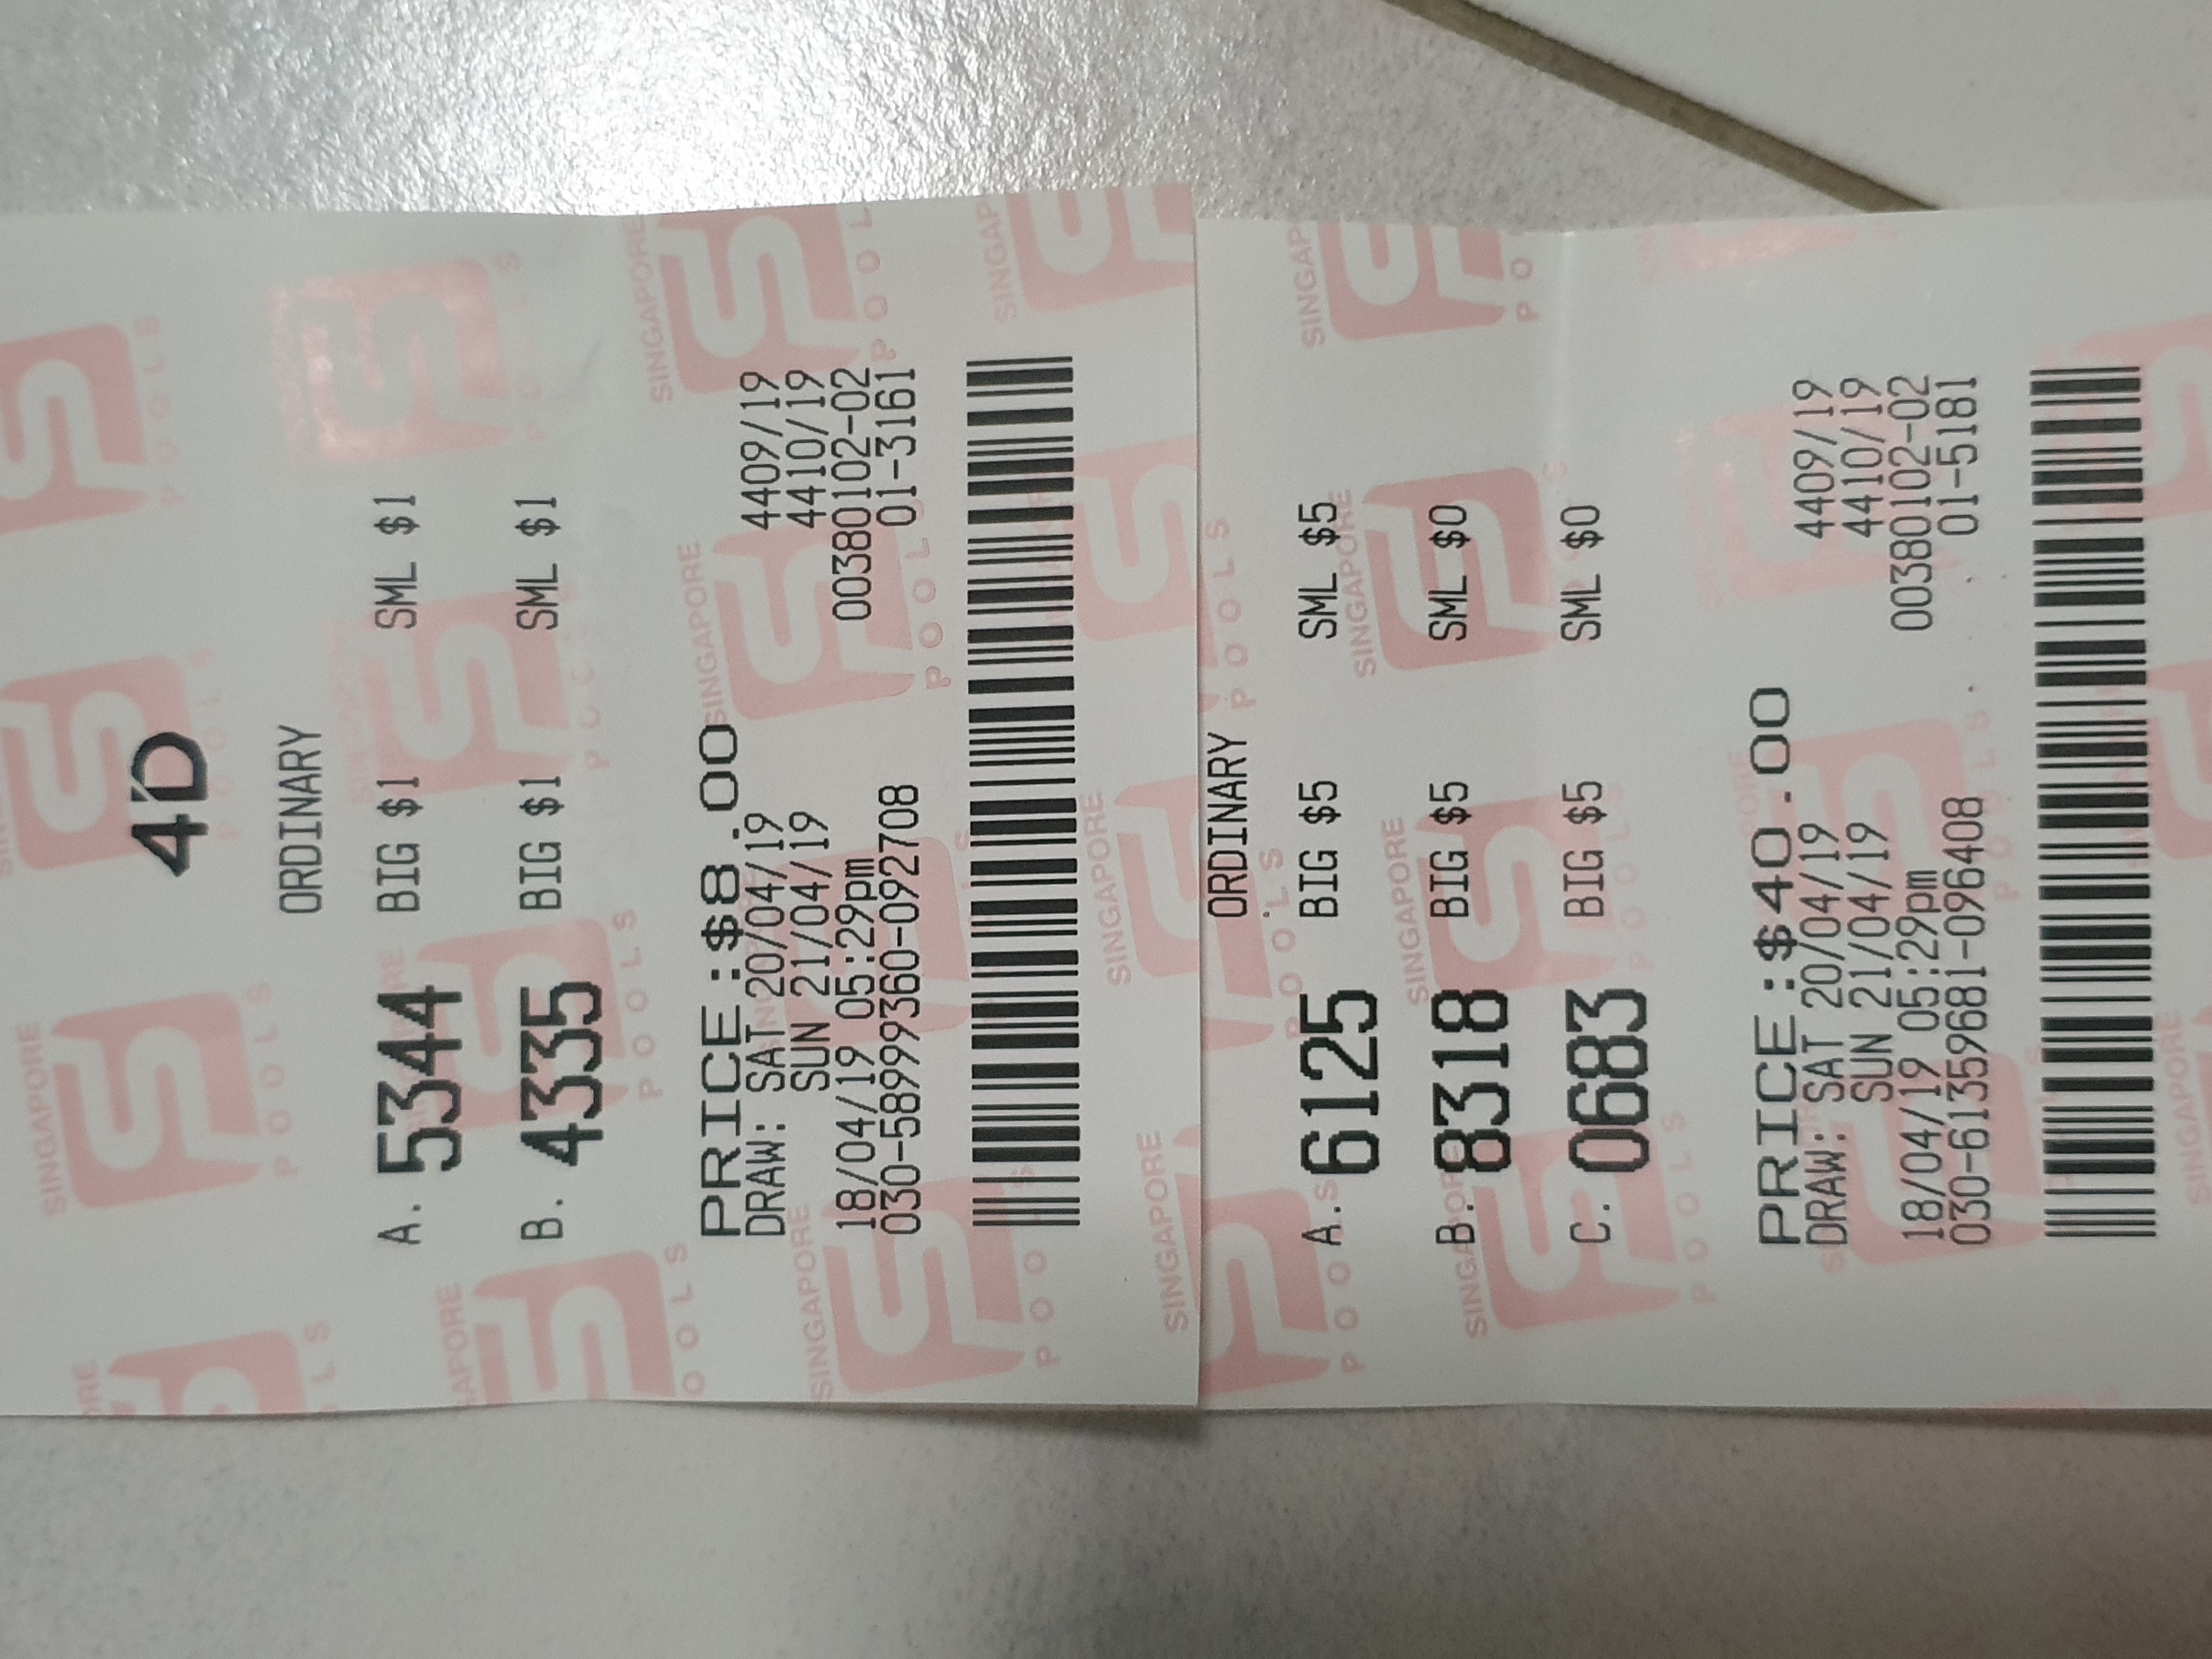 4D
ORDINARY
A. 5344 BIG $1 SML $1
B. 4335 BIG $1 SML $1
PRICE:$8.00
DRAW: SAT 20/04/19 4409/19
SUN 21/04/19 4410/19
18/04/19 05:29pm 00380102-02
030-58999360-092708 01-3161
ORDINARY
A. 6125 BIG $5 SML $5
B. 8318 BIG $5 SML $0
C. 0683 BIG $5 SML $0
PRICE:$40.00
DRAW: SAT 20/04/19 4409/19
SUN 21/04/19 4410/19
18/04/19 05:29pm 00380102-02
030-61359681-096408 01-5181
SINGAPORE
POOLS